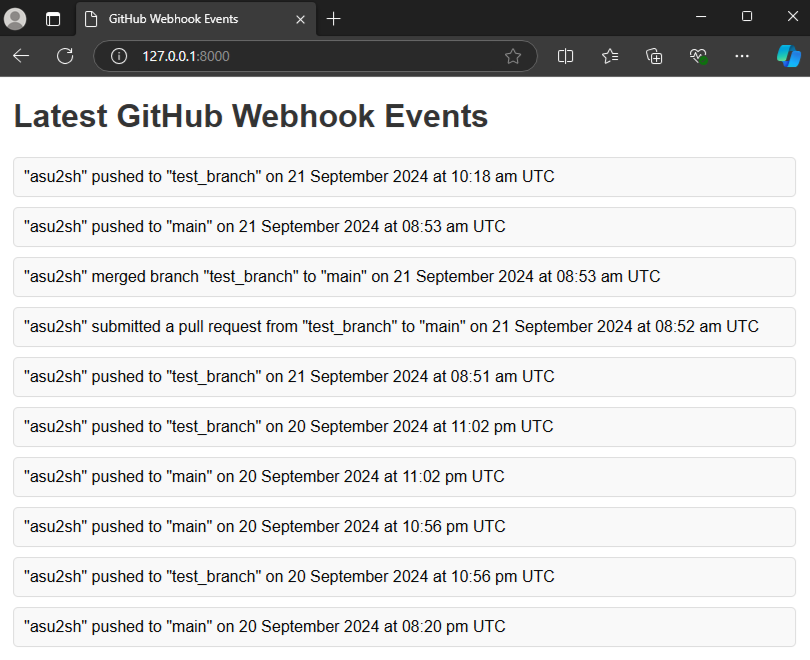 GitHub Webhook Events
127.0.0.1:8000
Latest GitHub Webhook Events
"asu2sh" pushed to "test_branch" on 21 September 2024 at 10:18 am UTC
"asu2sh" pushed to "main" on 21 September 2024 at 08:53 am UTC
"asu2sh" merged branch "test_branch" to "main" on 21 September 2024 at 08:53 am UTC
"asu2sh" submitted a pull request from "test_branch" to "main" on 21 September 2024 at 08:52 am UTC
"asu2sh" pushed to "test_branch" on 21 September 2024 at 08:51 am UTC
"asu2sh" pushed to "test_branch" on 20 September 2024 at 11:02 pm UTC
"asu2sh" pushed to "main" on 20 September 2024 at 11:02 pm UTC
"asu2sh" pushed to "main" on 20 September 2024 at 10:56 pm UTC
"asu2sh" pushed to "test_branch" on 20 September 2024 at 10:56 pm UTC
"asu2sh" pushed to "main" on 20 September 2024 at 08:20 pm UTC